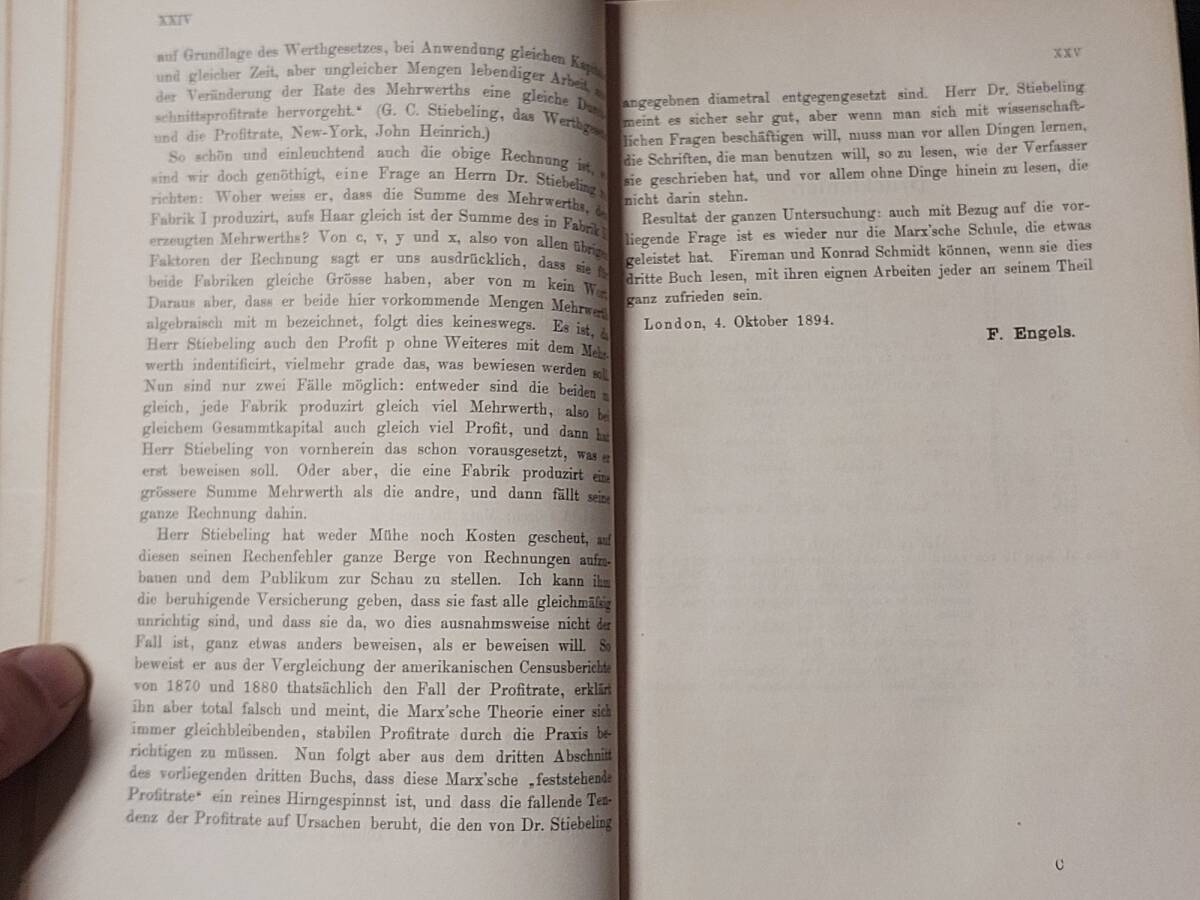 XXIV
auf Grundlage des Werthgesetzes, bei Anwendung gleichen
und gleicher Zeit, aber ungleicher Mengen lebendiger Arbeit,
der Veränderung der Rate des Mehrwerths eine gleiche
schnittsprofitrate hervorgeht.“ (G. C. Stiebeling, das
und die Profitrate, New-York, John Heinrich.)
So schön und einleuchtend auch die obige Rechnung ist,
sind wir doch genöthigt, eine Frage an Herrn Dr. Stiebeling
richten: Woher weiss er, dass die Summe des Mehrwerths,
Fabrik I produzirt, aufs Haar gleich ist der Summe des in Fabrik
erzeugten Mehrwerths? Von c, v, y und x, also von allen übrigen
Faktoren der Rechnung sagt er uns ausdrücklich, dass sie für
beide Fabriken gleiche Grösse haben, aber von m kein Wort.
Daraus aber, dass er beide hier vorkommende Mengen Mehrwerth
algebraisch mit m bezeichnet, folgt dies keineswegs. Es ist, da
Herr Stiebeling auch den Profit p ohne Weiteres mit dem Mehr-
werth indentificirt, vielmehr grade das, was bewiesen werden soll.
Nun sind nur zwei Fälle möglich: entweder sind die beiden m
gleich, jede Fabrik produzirt gleich viel Mehrwerth, also bei
gleichem Gesammtkapital auch gleich viel Profit, und dann hat
Herr Stiebeling von vornherein das schon vorausgesetzt, was er
erst beweisen soll. Oder aber, die eine Fabrik produzirt eine
grössere Summe Mehrwerth als die andre, und dann fällt seine
ganze Rechnung dahin.
Herr Stiebeling hat weder Mühe noch Kosten gescheut, auf
diesen seinen Rechenfehler ganze Berge von Rechnungen aufzu-
bauen und dem Publikum zur Schau zu stellen. Ich kann ihm
die beruhigende Versicherung geben, dass sie fast alle gleichmäſsig
unrichtig sind, und dass sie da, wo dies ausnahmsweise nicht der
Fall ist, ganz etwas anders beweisen, als er beweisen will. So
beweist er aus der Vergleichung der amerikanischen Censusberichte
von 1870 und 1880 thatsächlich den Fall der Profitrate, erklärt
ihn aber total falsch und meint, die Marx'sche Theorie einer sich
immer gleichbleibenden, stabilen Profitrate durch die Praxis be-
richtigen zu müssen. Nun folgt aber aus dem dritten Abschnitt
des vorliegenden dritten Buchs, dass diese Marx'sche „feststehende
Profitrate“ ein reines Hirngespinnst ist, und dass die fallende Ten-
denz der Profitrate auf Ursachen beruht, die den von Dr. Stiebeling
XXV
angegebnen diametral entgegengesetzt sind. Herr Dr. Stiebeling
meint es sicher sehr gut, aber wenn man sich mit wissenschaft-
lichen Fragen beschäftigen will, muss man vor allen Dingen lernen,
die Schriften, die man benutzen will, so zu lesen, wie der Verfasser
sie geschrieben hat, und vor allem ohne Dinge hinein zu lesen, die
nicht darin stehn.
Resultat der ganzen Untersuchung: auch mit Bezug auf die vor-
liegende Frage ist es wieder nur die Marx'sche Schule, die etwas
geleistet hat. Fireman und Konrad Schmidt können, wenn sie dies
dritte Buch lesen, mit ihren eignen Arbeiten jeder an seinem Theil
ganz zufrieden sein.
London, 4. Oktober 1894.
F. Engels.
C